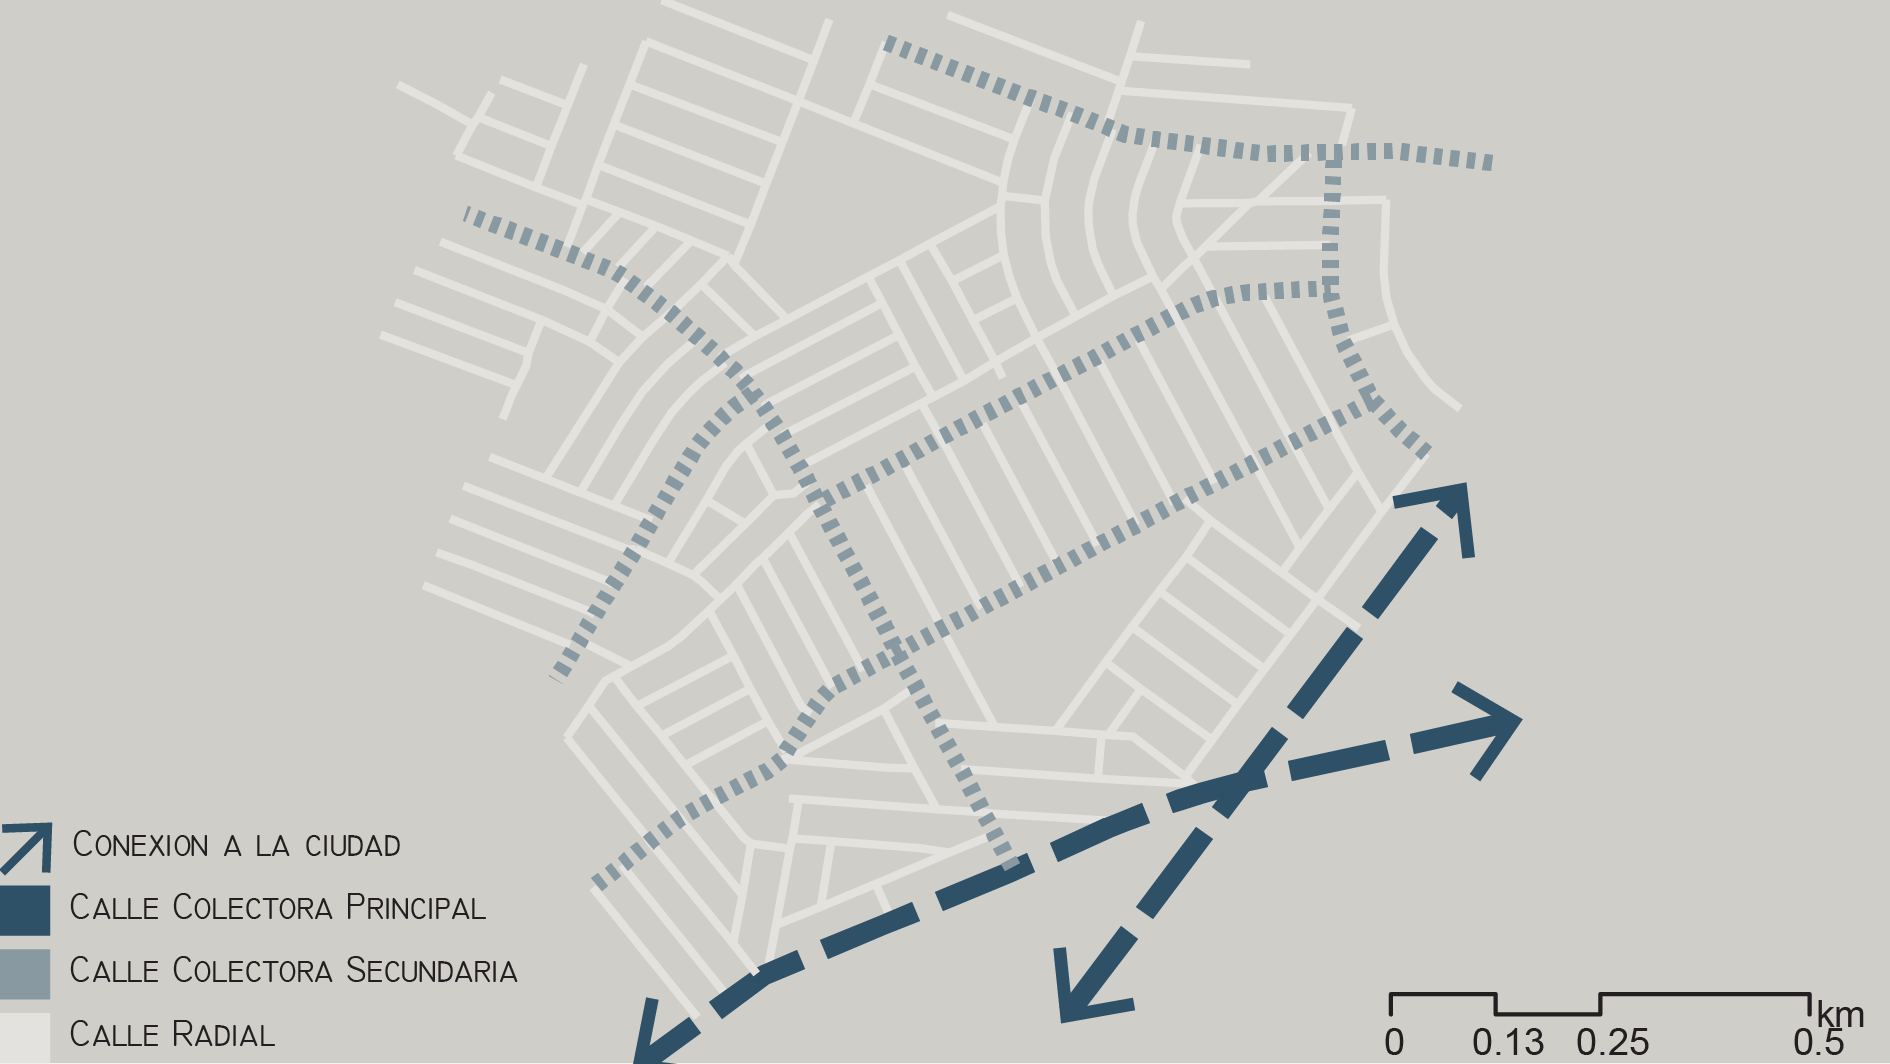 CONEXION A LA CIUDAD
CALLE COLECTORA PRINCIPAL
CALLE COLECTORA SECUNDARIA
CALLE RADIAL
km
0 0.13 0.25 0.5